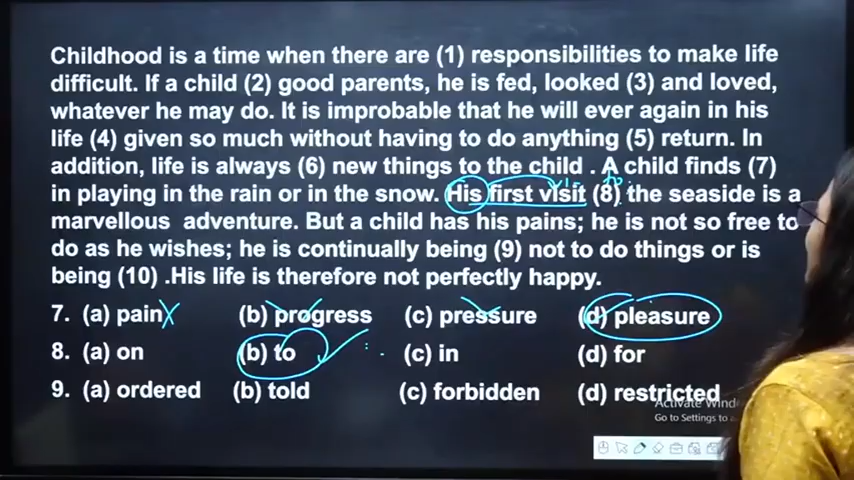 Childhood is a time when there are (1) responsibilities to make life
difficult. If a child (2) good parents, he is fed, looked (3) and loved,
whatever he may do. It is improbable that he will ever again in his
life (4) given so much without having to do anything (5) return. In
addition, life is always (6) new things to the child . A child finds (7)
in playing in the rain or in the snow. His first visit (8) the seaside is a
marvellous adventure. But a child has his pains; he is not so free to
do as he wishes; he is continually being (9) not to do things or is
being (10) .His life is therefore not perfectly happy.
7. (a) pain (b) progress (c) pressure (d) pleasure
8. (a) on (b) to (c) in (d) for
9. (a) ordered (b) told (c) forbidden (d) restricted
Go to Settings to